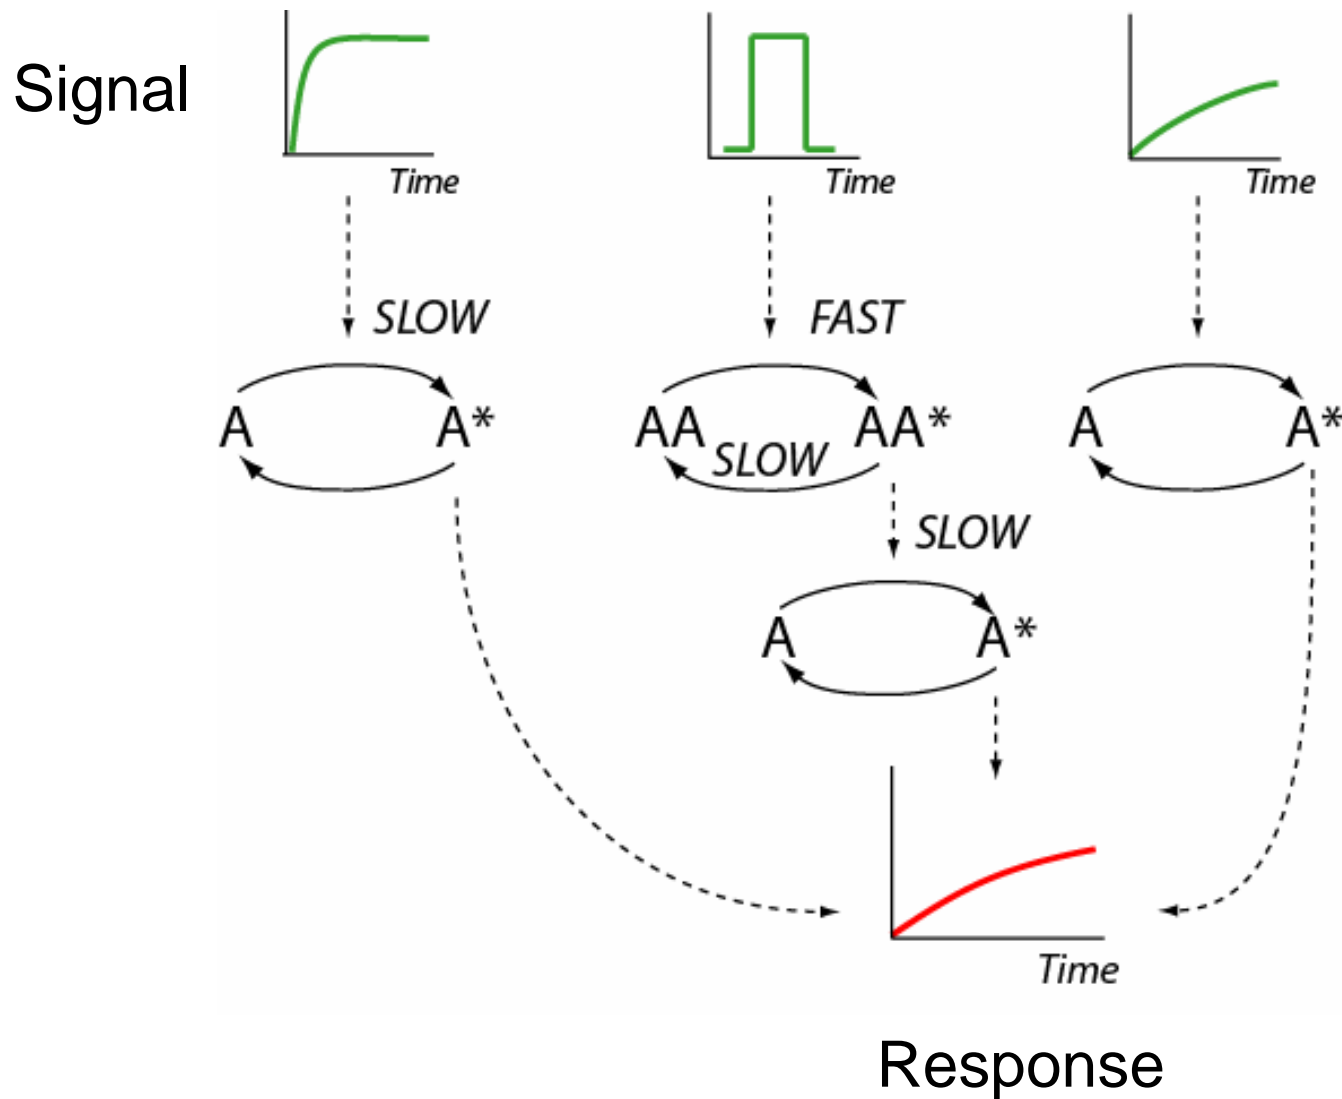 Signal
Time Time Time
SLOW FAST
A A* AA AA* A A*
SLOW
SLOW
A A*
Time
Response